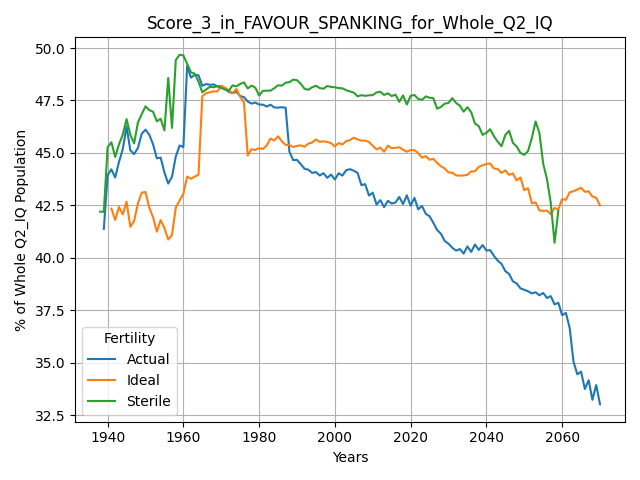 Score_3_in_FAVOUR_SPANKING_for_Whole_Q2_IQ
50.0
47.5
45.0
42.5
40.0
37.5
35.0
32.5
% of Whole Q2_IQ Population
Fertility
Actual
Ideal
Sterile
1940
1960
1980
2000
2020
2040
2060
Years